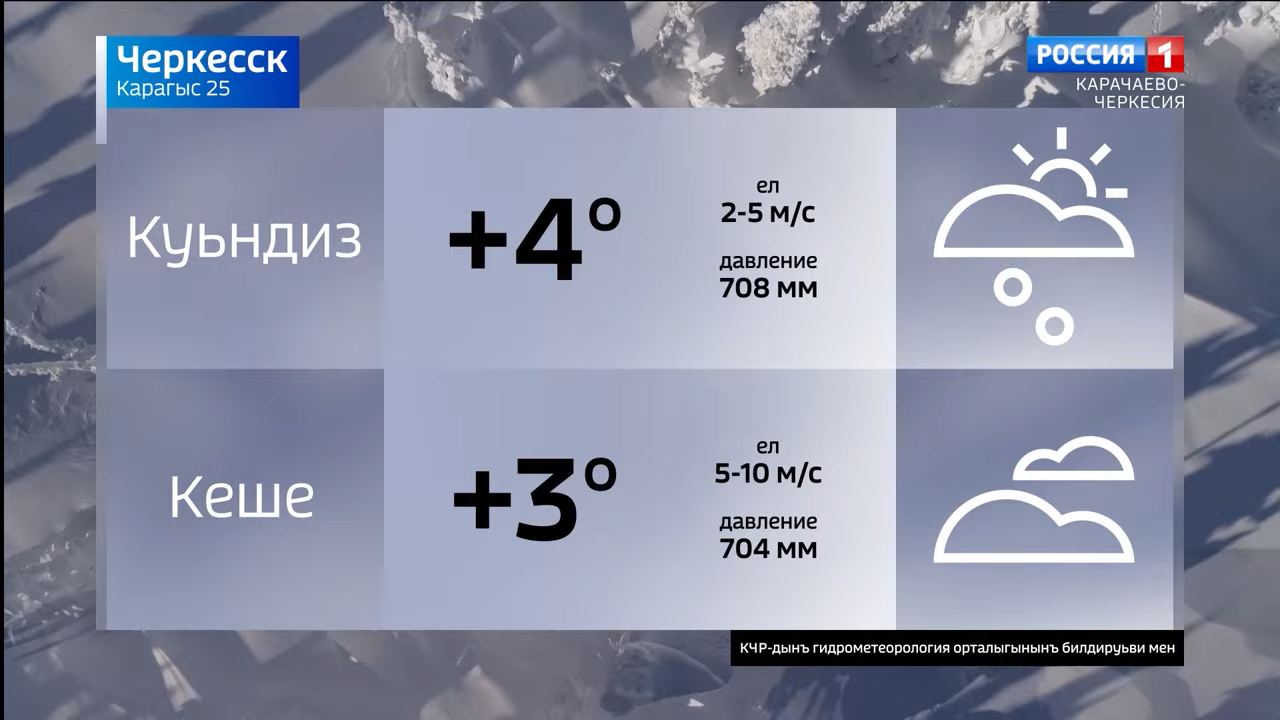 Черкесск
Карагыс 25
РОССИЯ 1
КАРАЧАЕВО-
ЧЕРКЕСИЯ
Куьндиз
+4°
ел
2-5 м/с
давление
708 мм
Кеше
+3°
ел
5-10 м/с
давление
704 мм
КЧР-дынъ гидрометеорология орталыгынынъ билдируьви мен